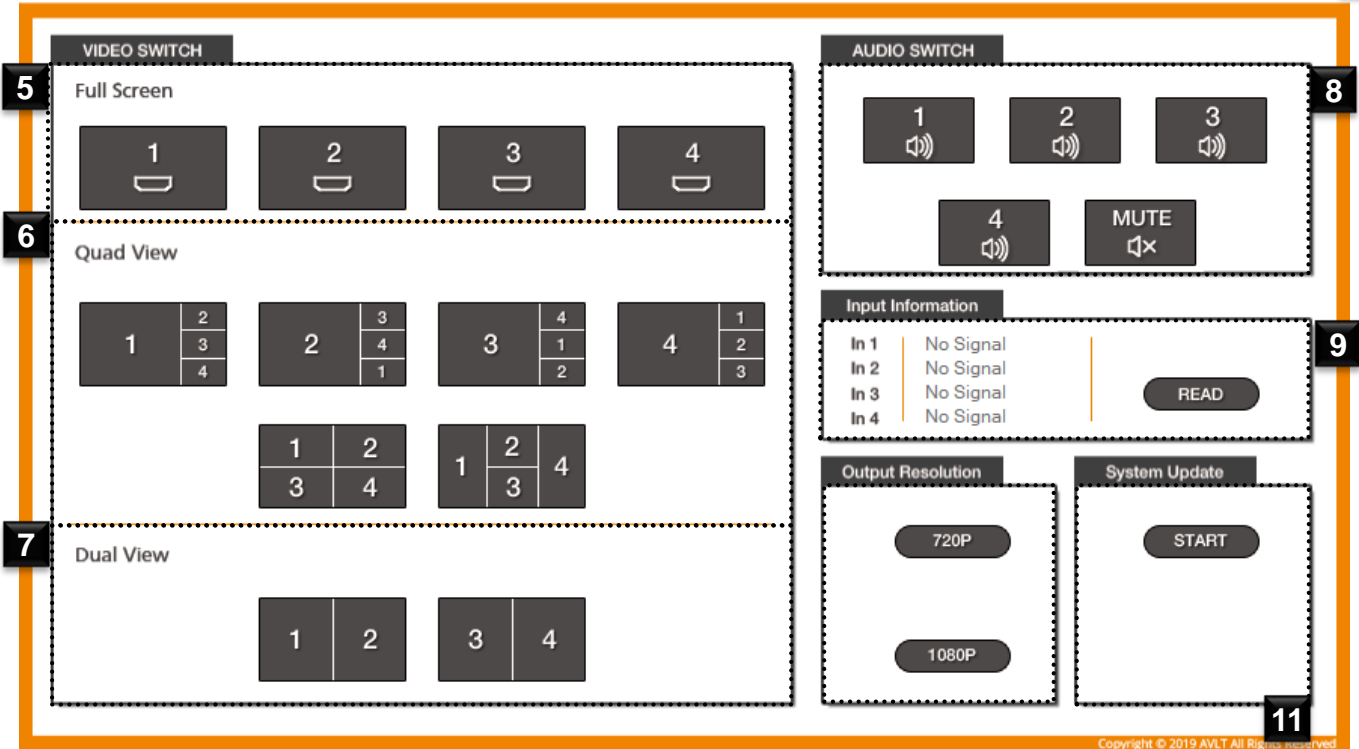 VIDEO SWITCH
5
Full Screen
1 2 3 4
6
Quad View
1 2 3 4
2 3 4 1
3 4 1 2
4 1 2 3
1 2
3 4
1 2 3 4
7
Dual View
1 2
3 4
AUDIO SWITCH
8
1 2 3
4 MUTE
Input Information
9
In 1 No Signal
In 2 No Signal
In 3 No Signal
In 4 No Signal
READ
Output Resolution
720P
1080P
System Update
START
11
Copyright © 2019 AVLT All Rights Reserved